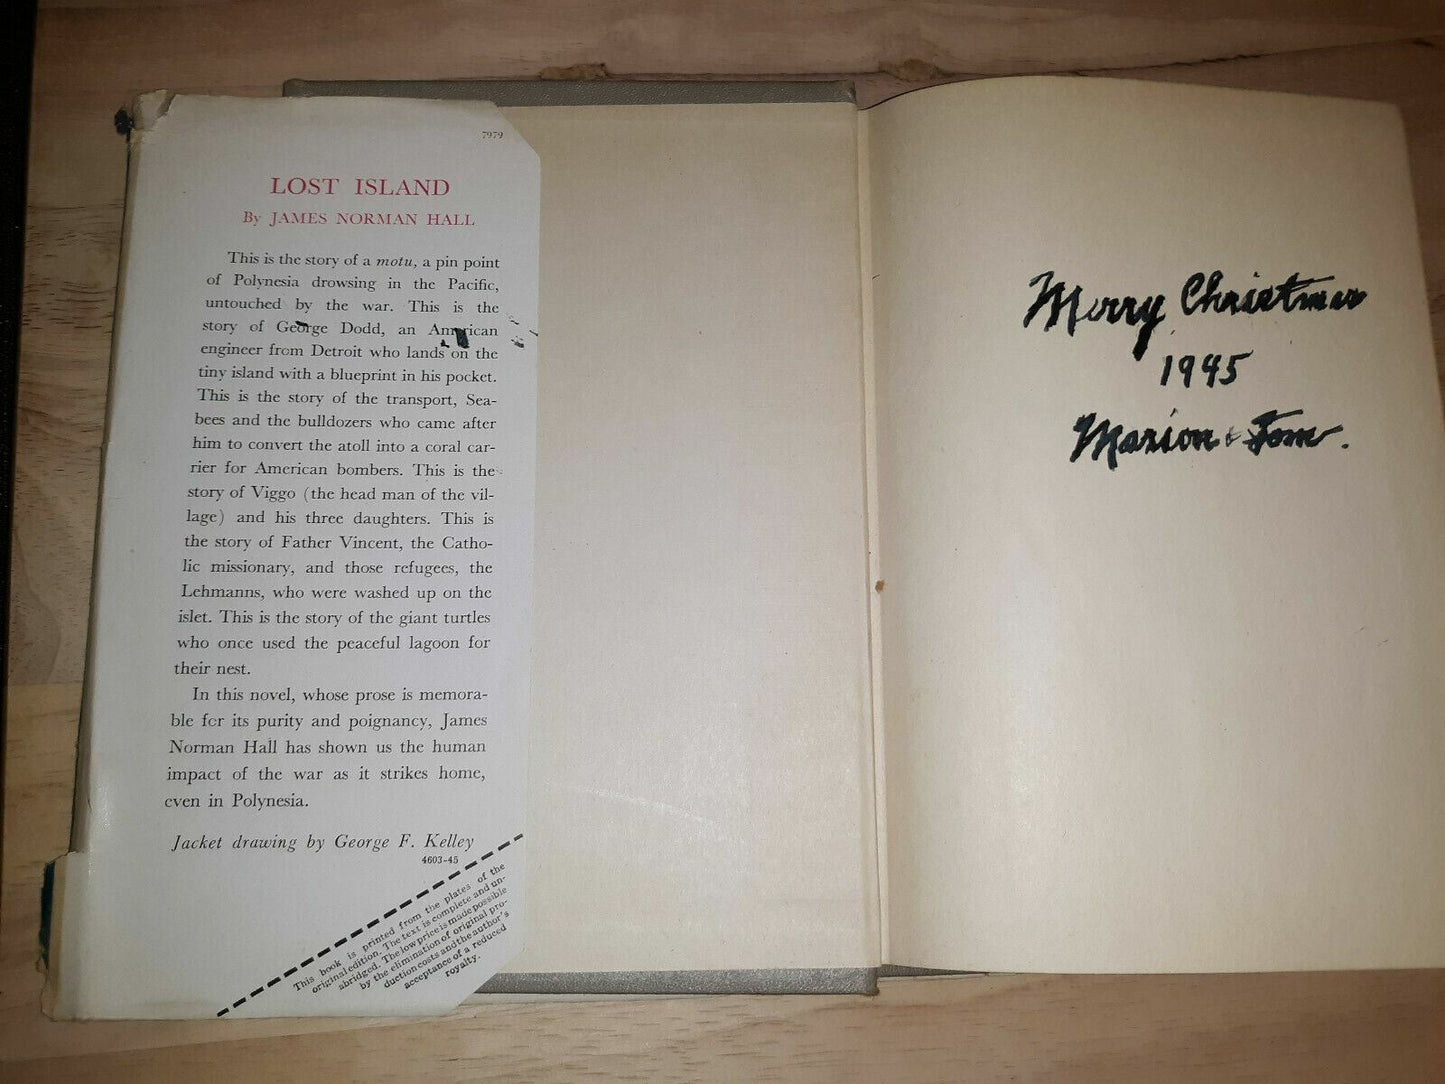 7979
LOST ISLAND
By JAMES NORMAN HALL
This is the story of a motu, a pin point
of Polynesia drowsing in the Pacific,
untouched by the war. This is the
story of George Dodd, an American
engineer from Detroit who lands on the
tiny island with a blueprint in his pocket.
This is the story of the transport, Sea-
bees and the bulldozers who came after
him to convert the atoll into a coral car-
rier for American bombers. This is the
story of Viggo (the head man of the vil-
lage) and his three daughters. This is
the story of Father Vincent, the Catho-
lic missionary, and those refugees, the
Lehmanns, who were washed up on the
islet. This is the story of the giant turtles
who once used the peaceful lagoon for
their nest.
In this novel, whose prose is memora-
ble for its purity and poignancy, James
Norman Hall has shown us the human
impact of the war as it strikes home,
even in Polynesia.
Jacket drawing by George F. Kelley
4603-45
This book is printed from the plates of the
original edition. The text is complete and un-
abridged. The low price is made possible
by the elimination of original pro-
duction costs and the author's
acceptance of a reduced
royalty.
Merry Christmas
1945
Marion & Tom.